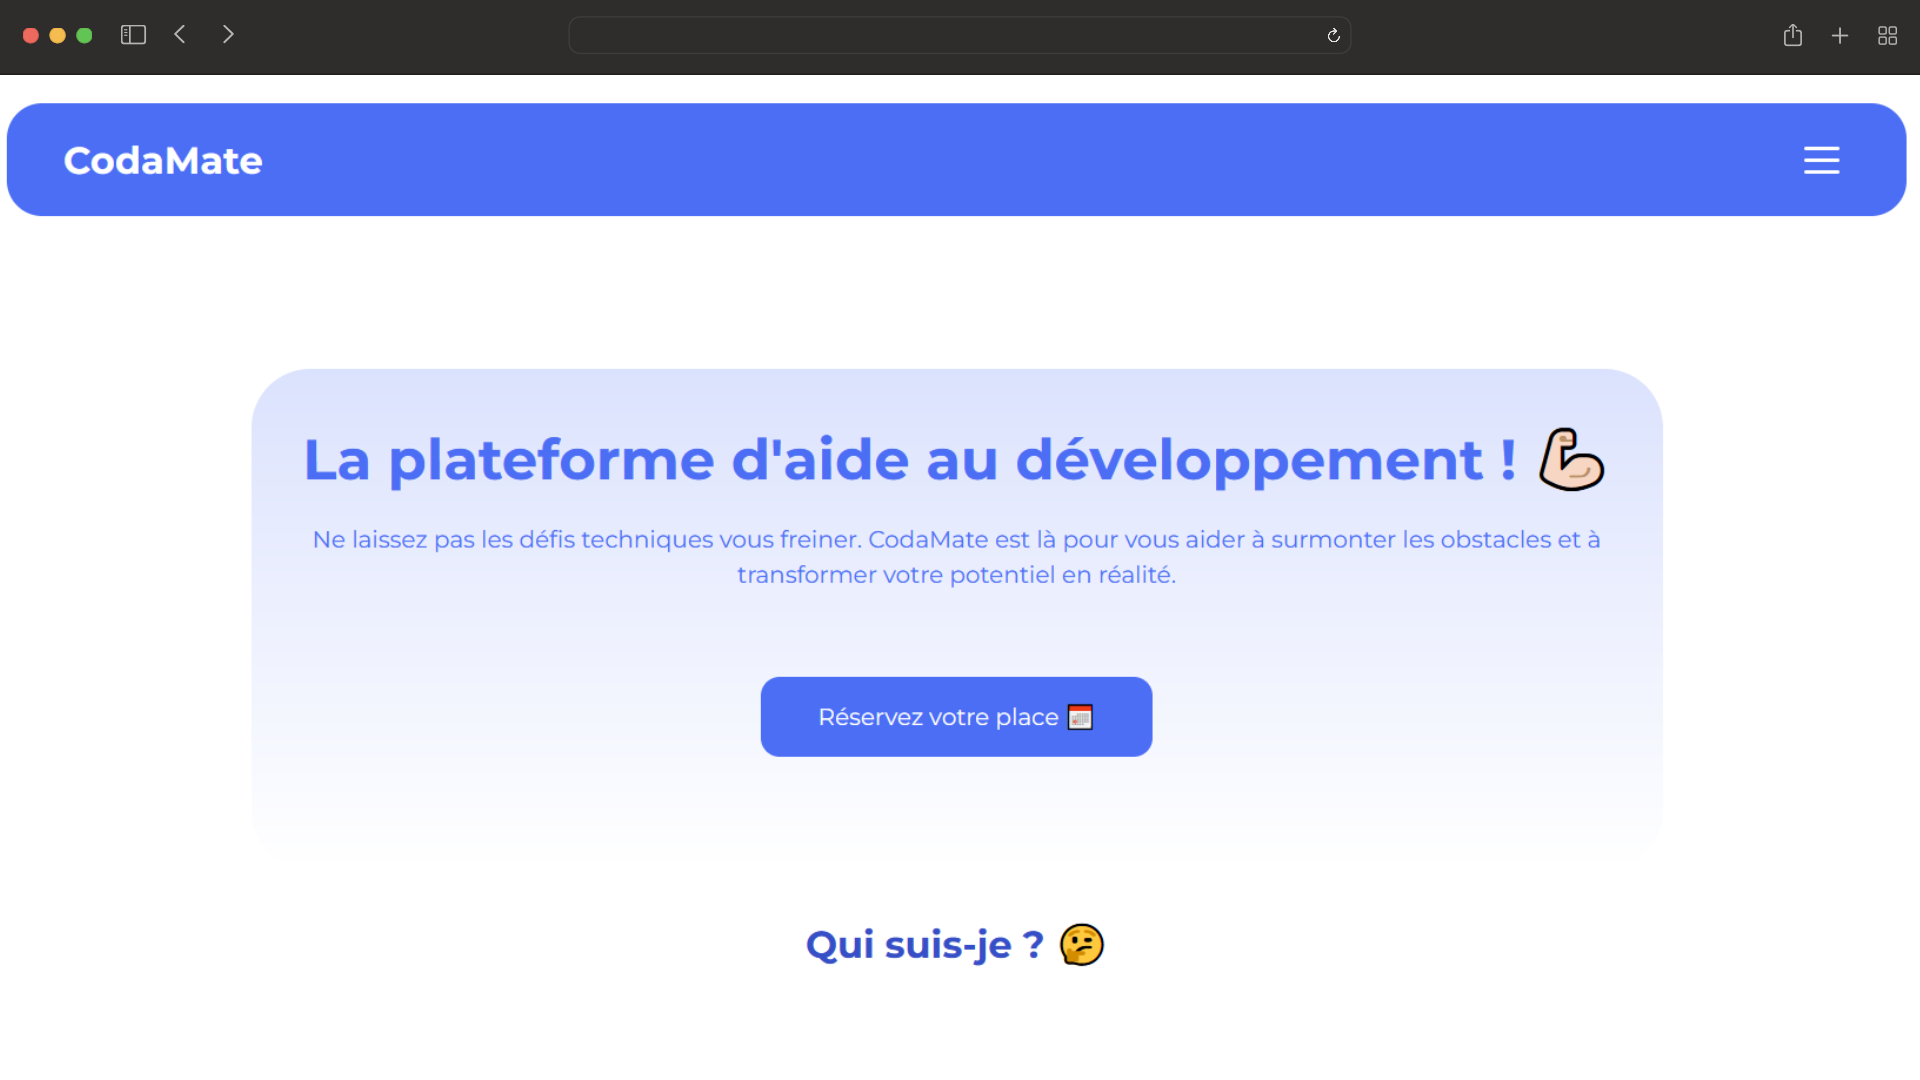 CodaMate
La plateforme d'aide au développement ! 💪🏻
Ne laissez pas les défis techniques vous freiner. CodaMate est là pour vous aider à surmonter les obstacles et à
transformer votre potentiel en réalité.
Réservez votre place 📅
Qui suis-je ? 🤔